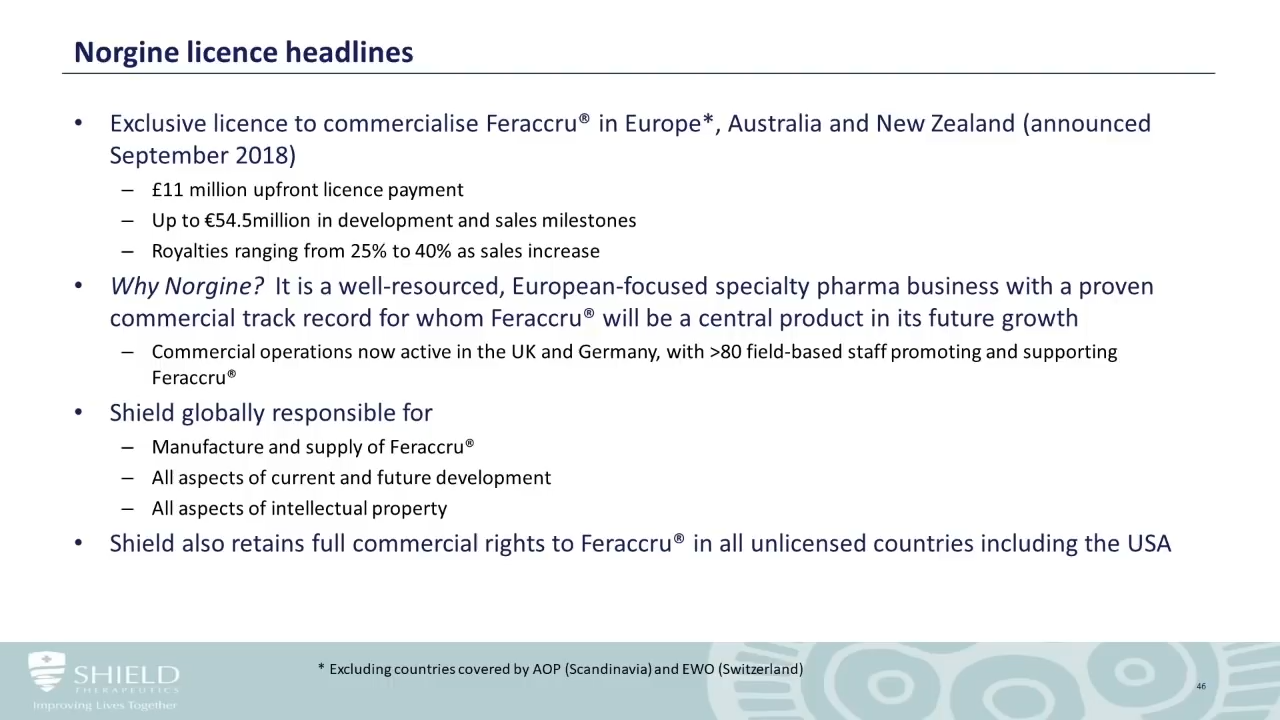 Norgine licence headlines
• Exclusive licence to commercialise Feraccru® in Europe*, Australia and New Zealand (announced
September 2018)
– £11 million upfront licence payment
– Up to €54.5million in development and sales milestones
– Royalties ranging from 25% to 40% as sales increase
• Why Norgine? It is a well-resourced, European-focused specialty pharma business with a proven
commercial track record for whom Feraccru® will be a central product in its future growth
– Commercial operations now active in the UK and Germany, with >80 field-based staff promoting and supporting
Feraccru®
• Shield globally responsible for
– Manufacture and supply of Feraccru®
– All aspects of current and future development
– All aspects of intellectual property
• Shield also retains full commercial rights to Feraccru® in all unlicensed countries including the USA
* Excluding countries covered by AOP (Scandinavia) and EWO (Switzerland)
SHIELD
THERAPEUTICS
Improving Lives Together
46